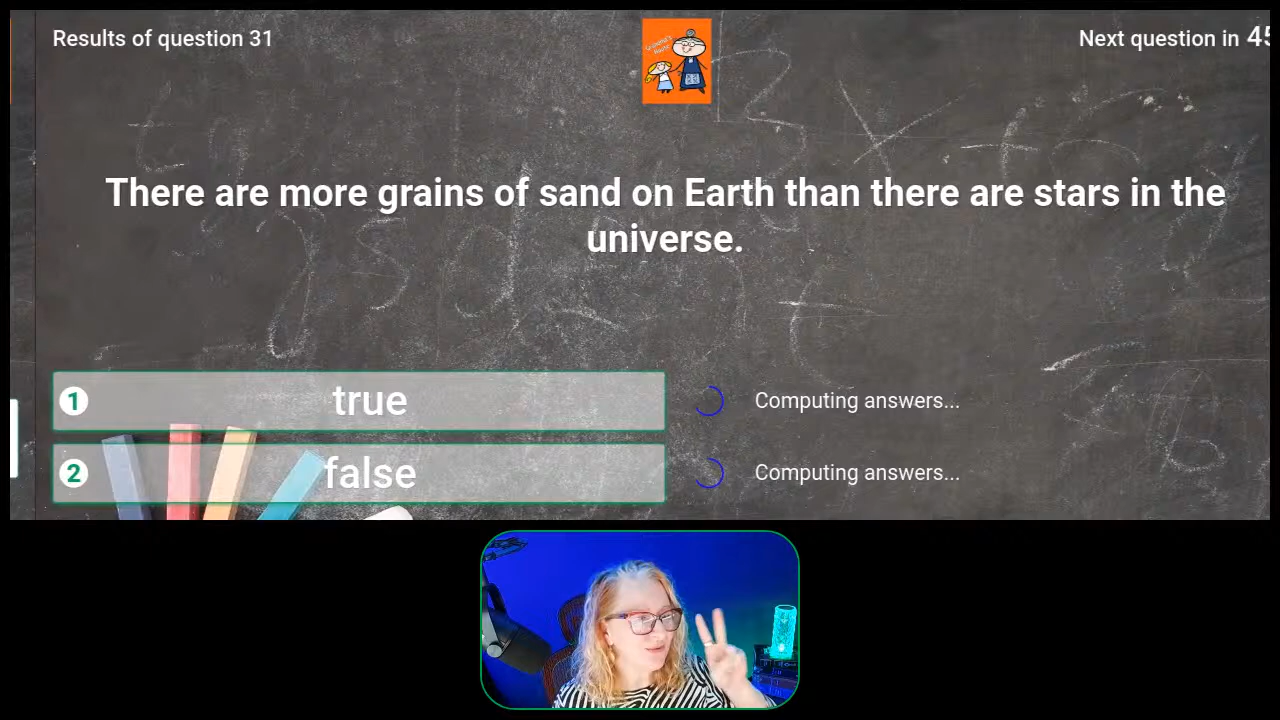 Results of question 31
Next question in 45
There are more grains of sand on Earth than there are stars in the
universe.
1 true
Computing answers...
2 false
Computing answers...